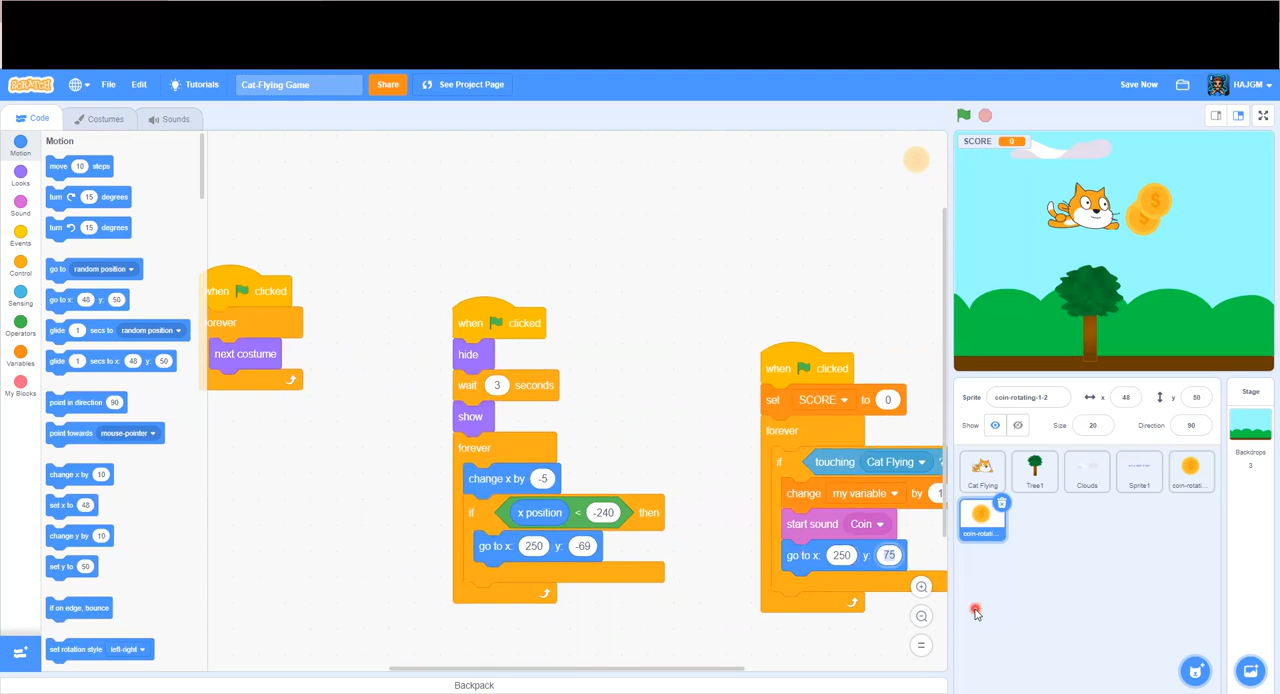 SCRATCH File Edit Tutorials Cat-Flying Game Share See Project Page Save Now HAJGM
Code Costumes Sounds
Motion
Looks
Sound
Events
Control
Sensing
Operators
Variables
My Blocks
Motion
move 10 steps
turn 15 degrees
turn 15 degrees
go to random position
go to x: 48 y: 50
glide 1 secs to random position
glide 1 secs to x: 48 y: 50
point in direction 90
point towards mouse-pointer
change x by 10
set x to 48
change y by 10
set y to 50
if on edge, bounce
set rotation style left-right
when clicked
forever
next costume
when clicked
hide
wait 3 seconds
show
forever
change x by -5
if x position < -240 then
go to x: 250 y: -69
when clicked
set SCORE to 0
forever
if touching Cat Flying ?
change my variable by 1
start sound Coin
go to x: 250 y: 75
Backpack
SCORE 0
Sprite coin-rotating-1-2 x 48 y 50
Show Size 20 Direction 90
Cat Flying Tree1 Clouds Sprite1 coin-rotati...
coin-rotati...
Stage
Backdrops
3